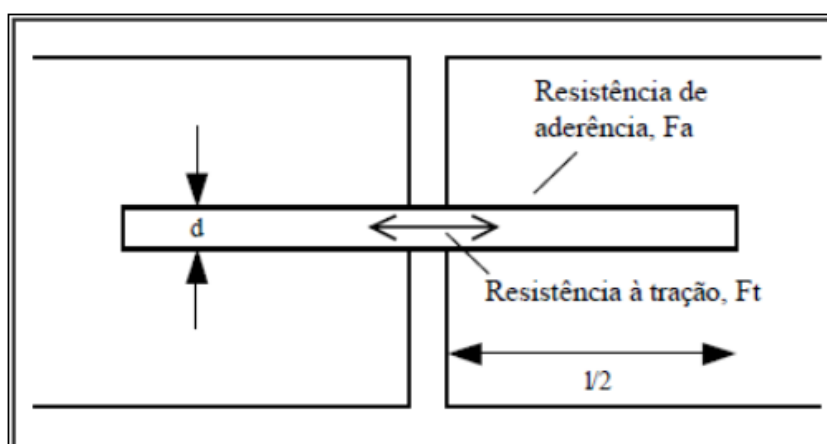 Resistência de
aderência, Fa
d
Resistência à tração, Ft
l/2